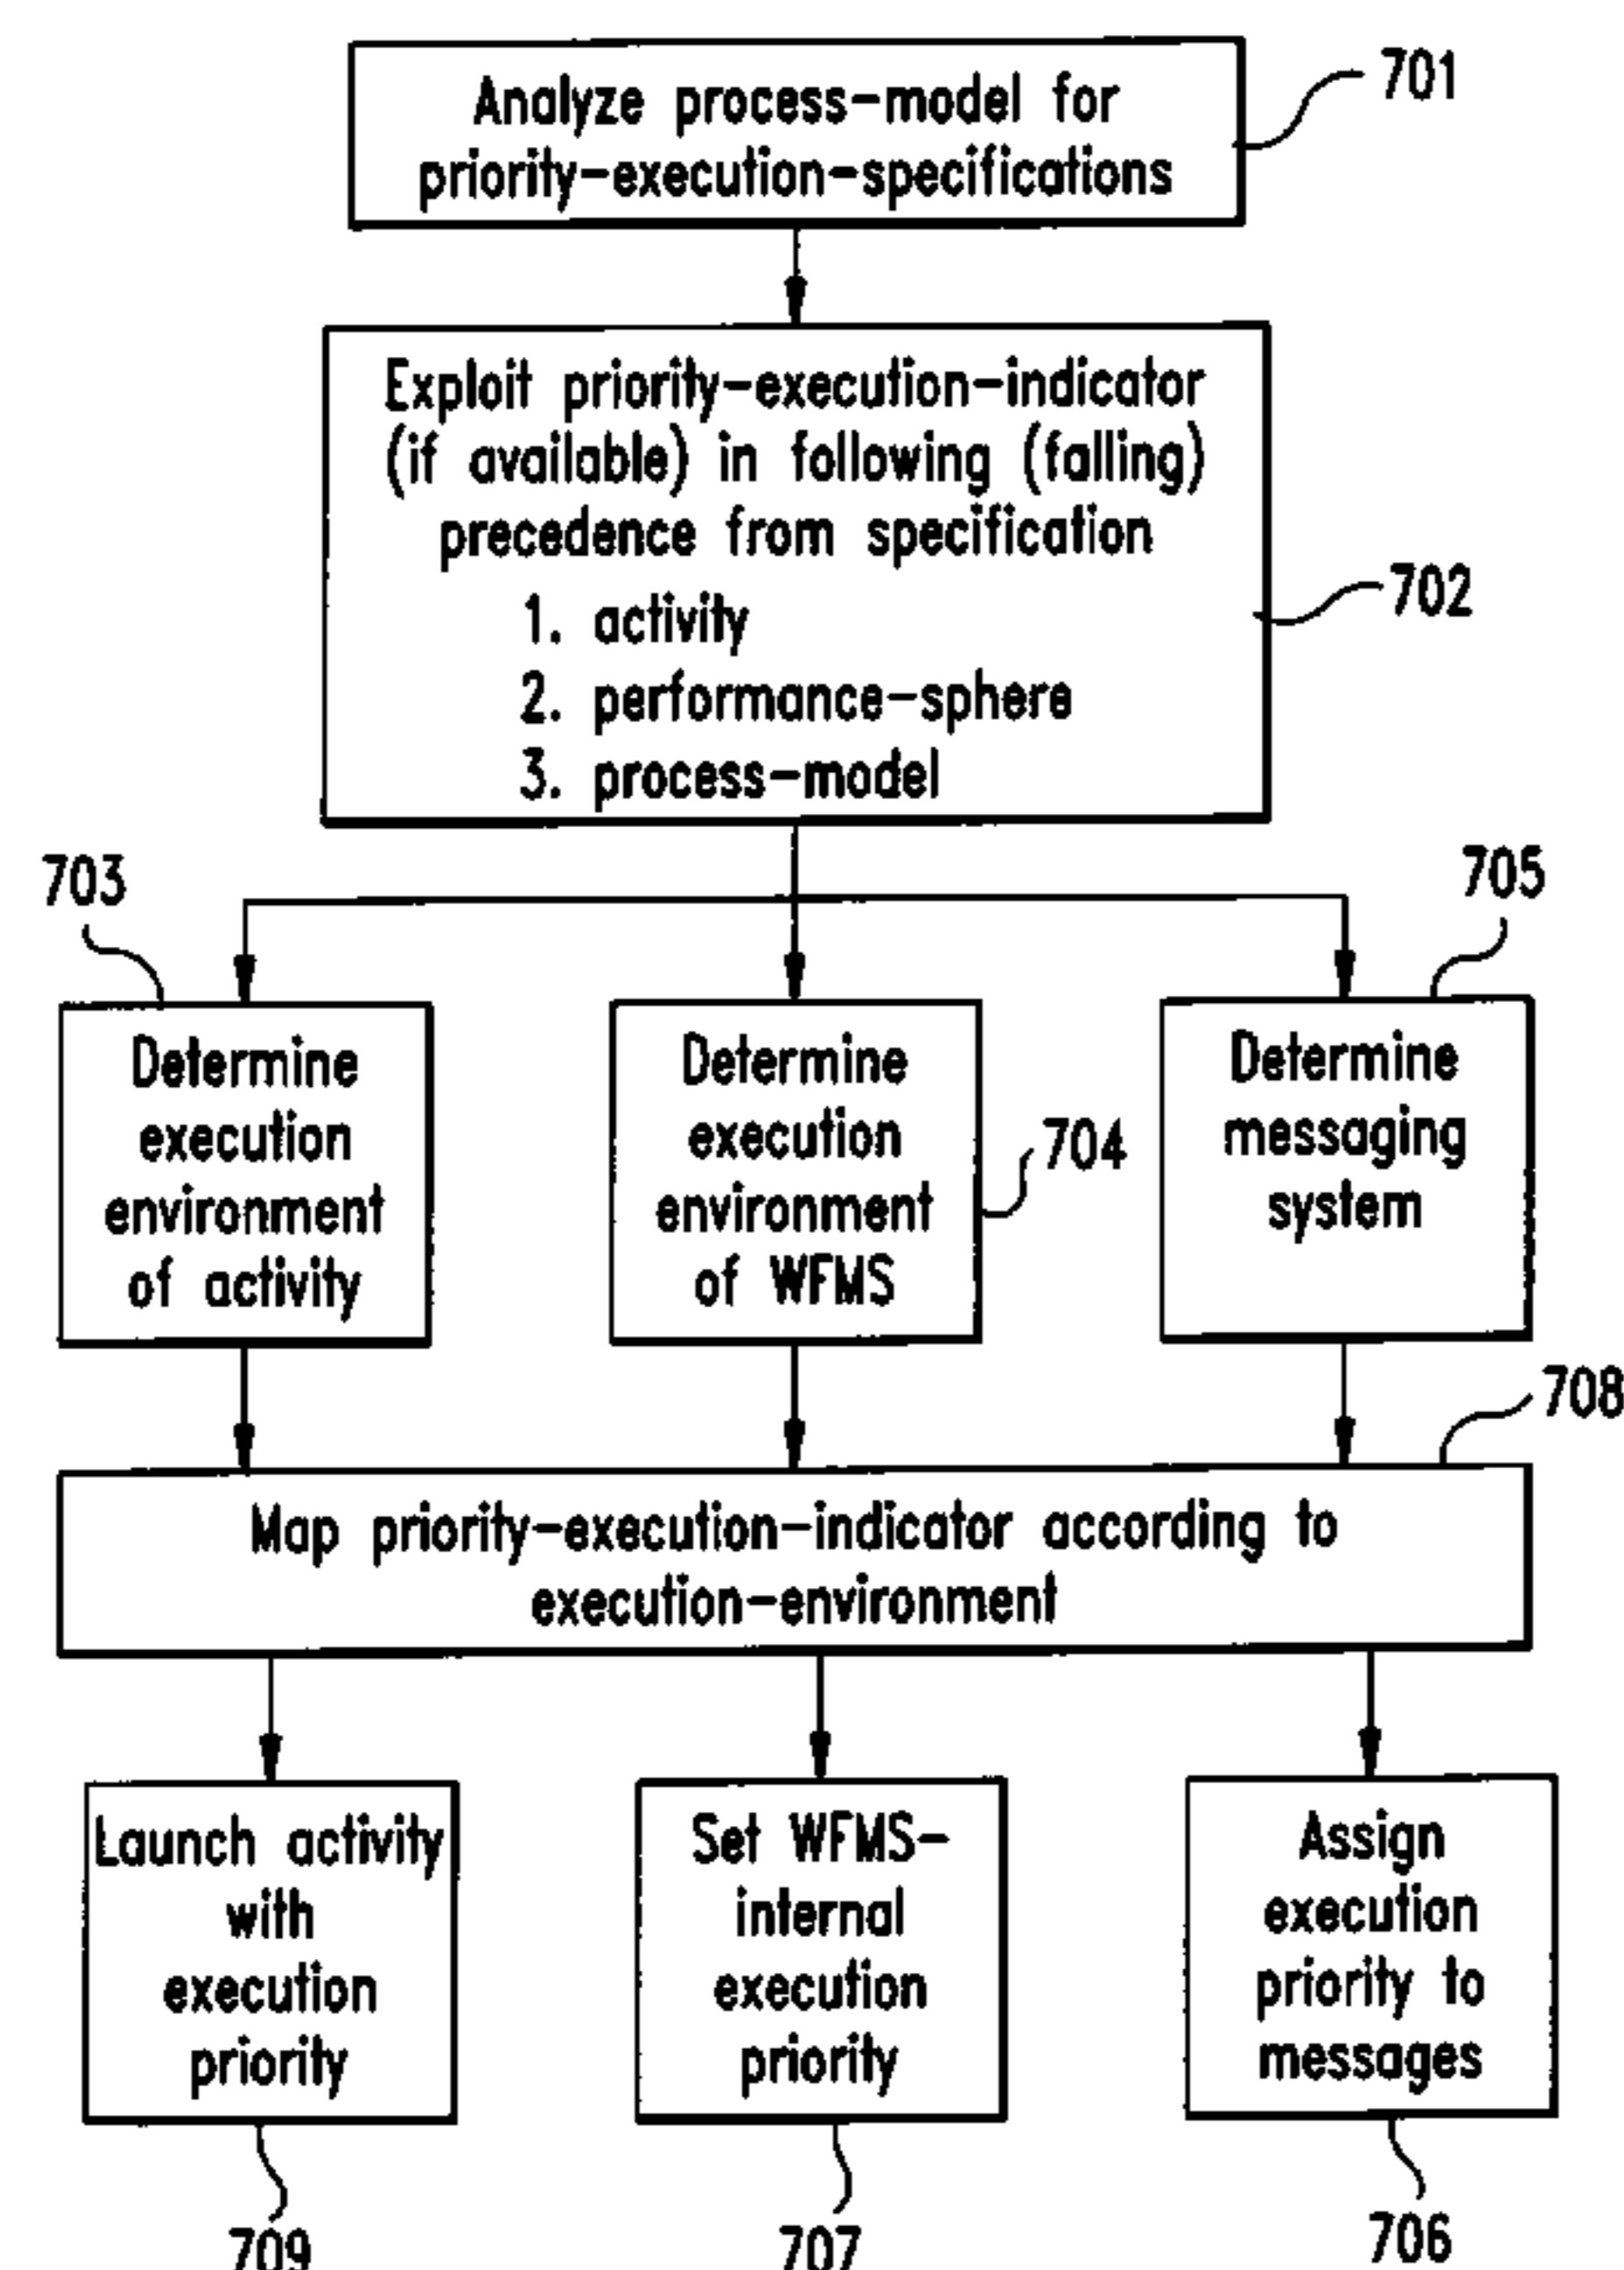 Analyze process-model for
priority-execution-specifications
701
Exploit priority-execution-indicator
(if available) in following (falling)
precedence from specification
1. activity
2. performance-sphere
3. process-model
702
703
705
Determine
execution
environment
of activity
Determine
execution
environment
of WFMS
704
Determine
messaging
system
708
Map priority-execution-indicator according to
execution-environment
Launch activity
with
execution
priority
Set WFMS-
internal
execution
priority
Assign
execution
priority to
messages
709
707
706